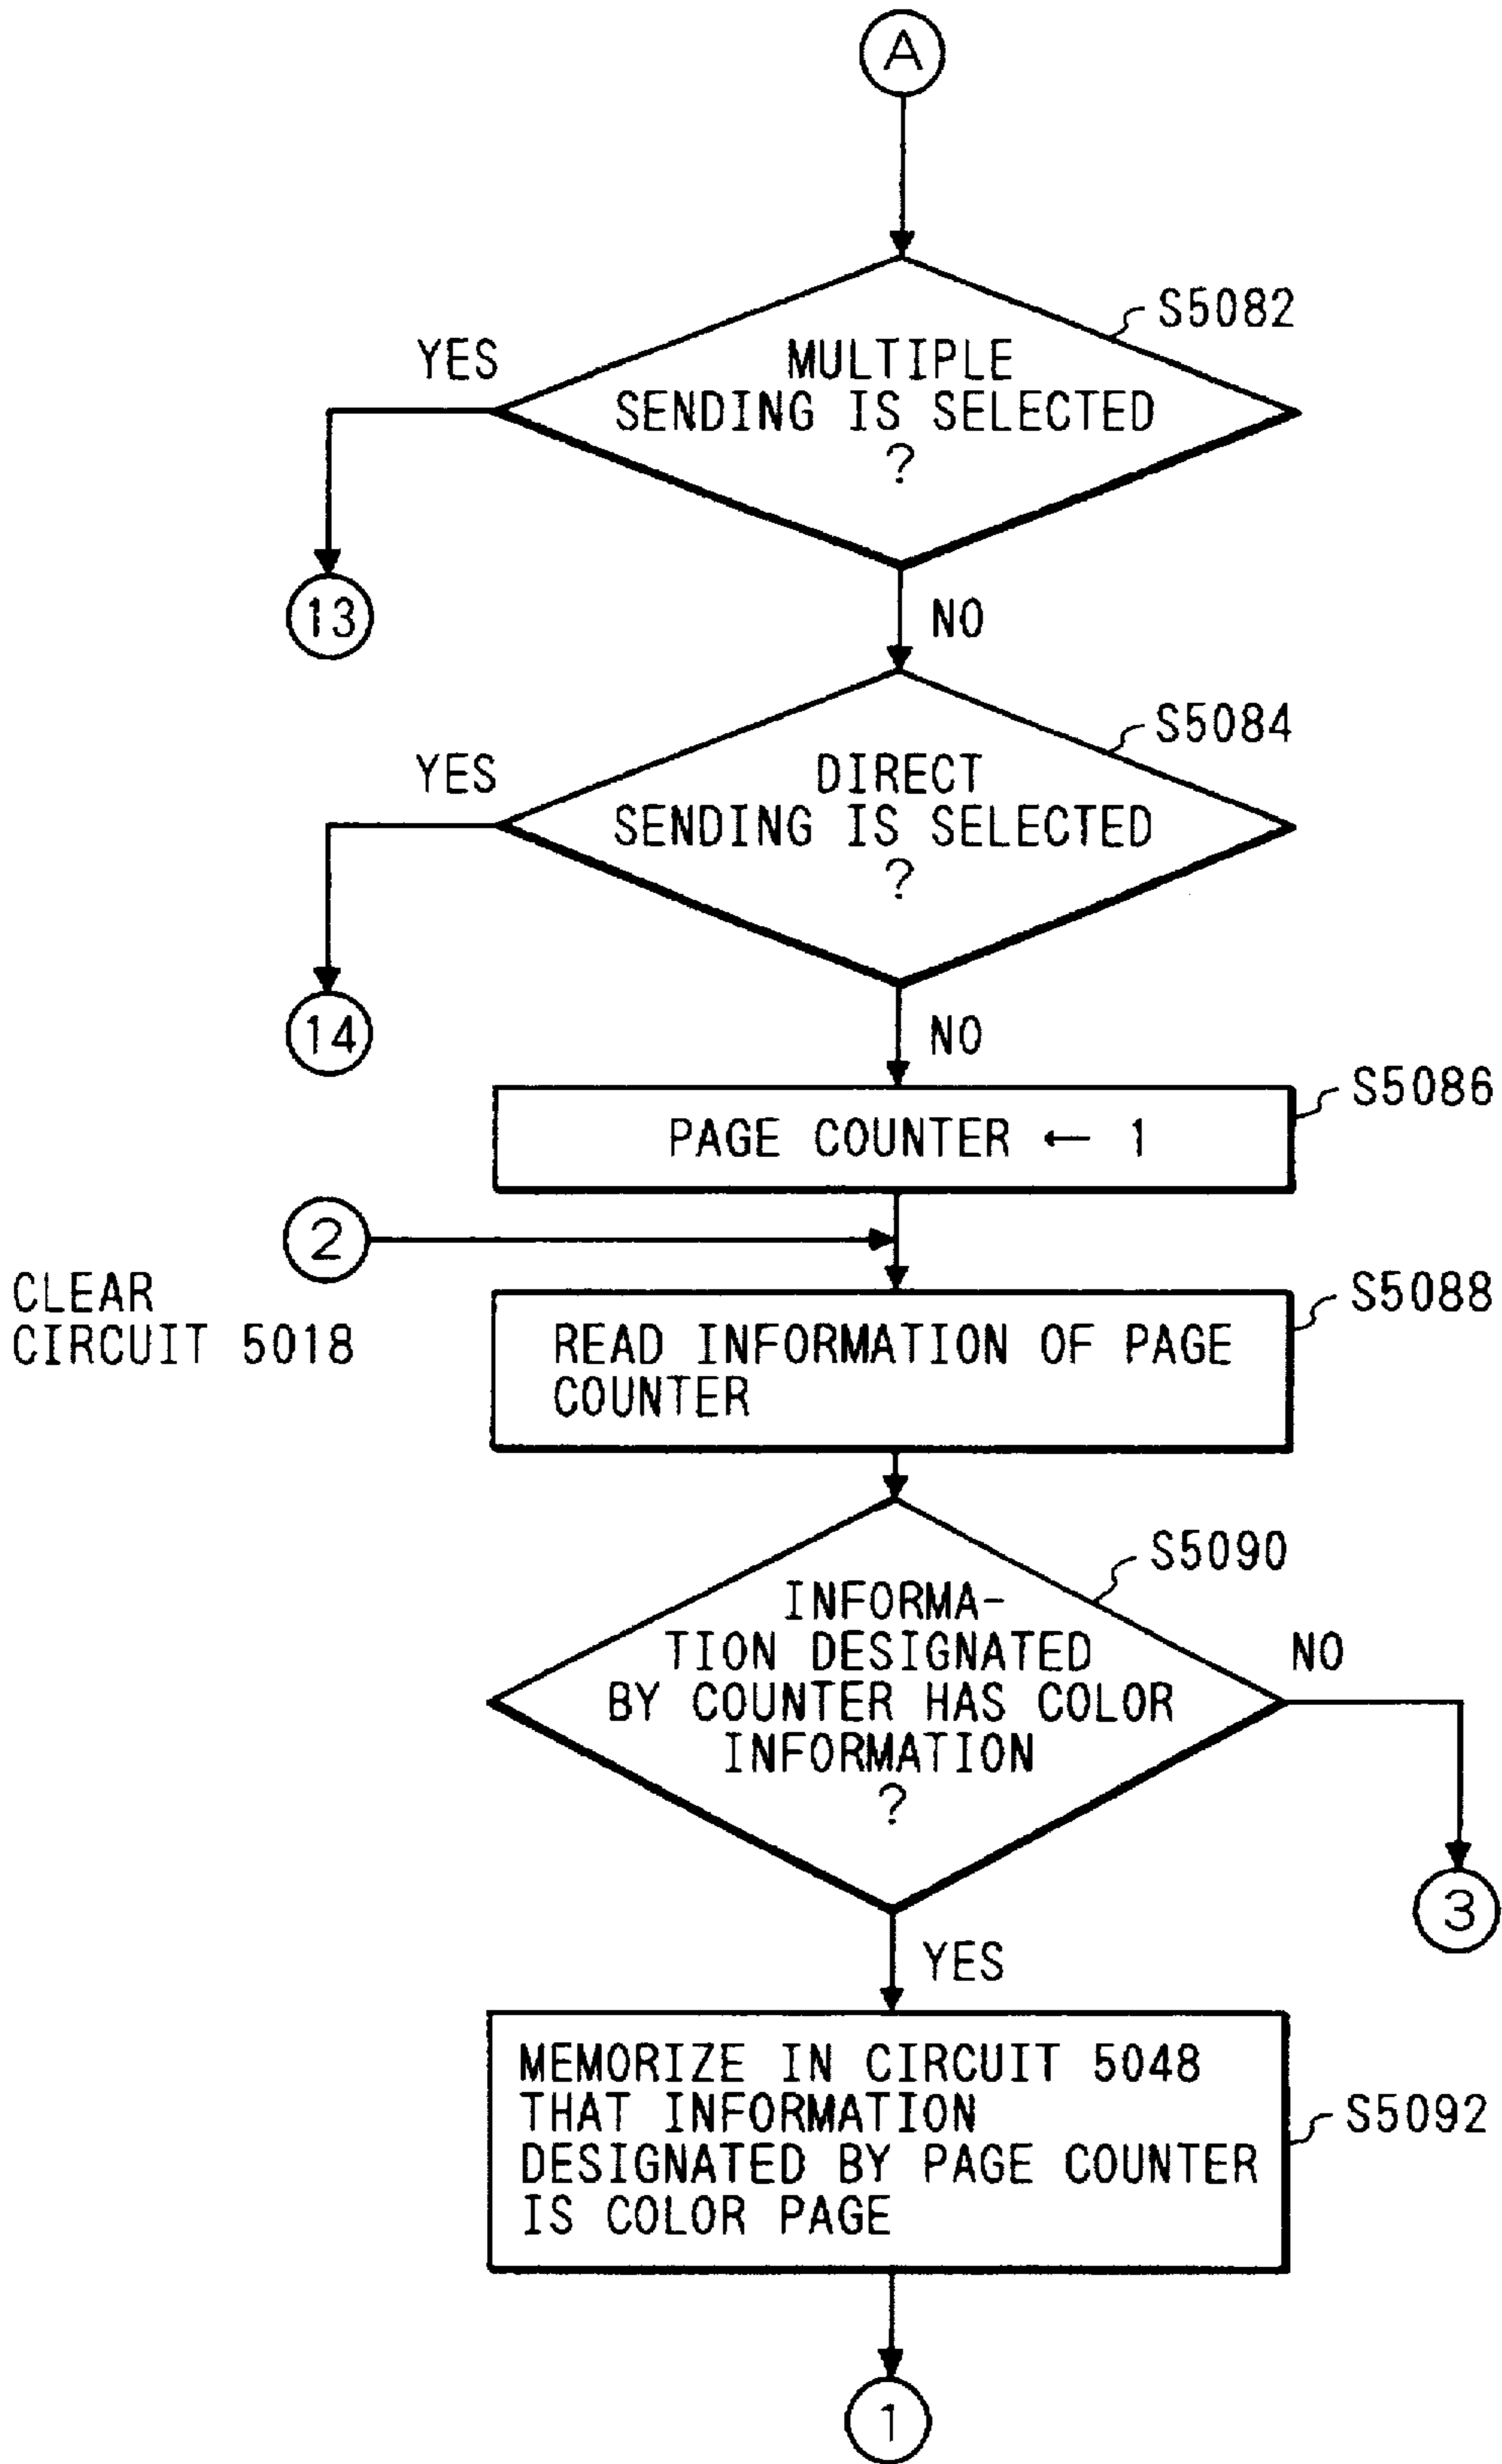 A
S5082
YES
MULTIPLE
SENDING IS SELECTED
?
13
NO
S5084
YES
DIRECT
SENDING IS SELECTED
?
14
NO
S5086
PAGE COUNTER ← 1
2
CLEAR
CIRCUIT 5018
S5088
READ INFORMATION OF PAGE
COUNTER
S5090
INFORMA-
TION DESIGNATED
BY COUNTER HAS COLOR
INFORMATION
?
NO
3
YES
MEMORIZE IN CIRCUIT 5048
THAT INFORMATION
DESIGNATED BY PAGE COUNTER
IS COLOR PAGE
S5092
1